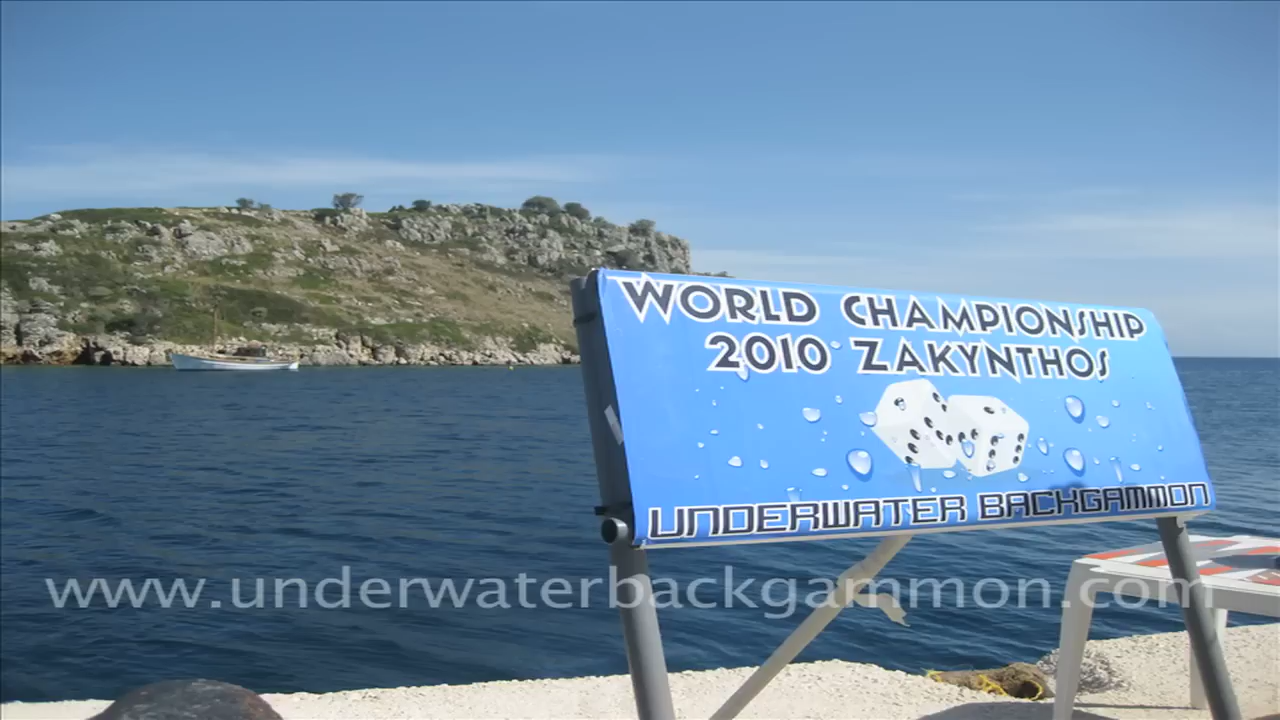 WORLD CHAMPIONSHIP
2010 ZAKYNTHOS
UNDERWATER BACKGAMMON
www.underwaterbackgammon.com